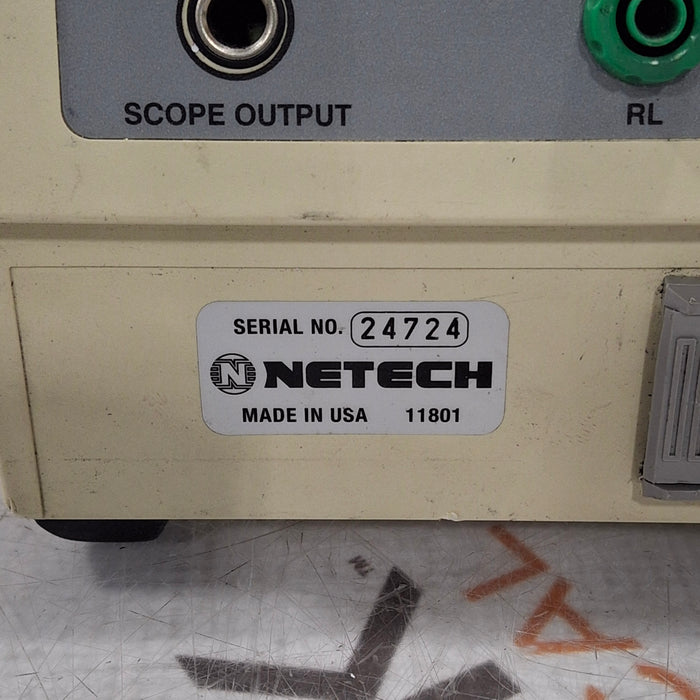 SCOPE OUTPUT
RL
SERIAL NO. 24724
N NETECH
MADE IN USA 11801